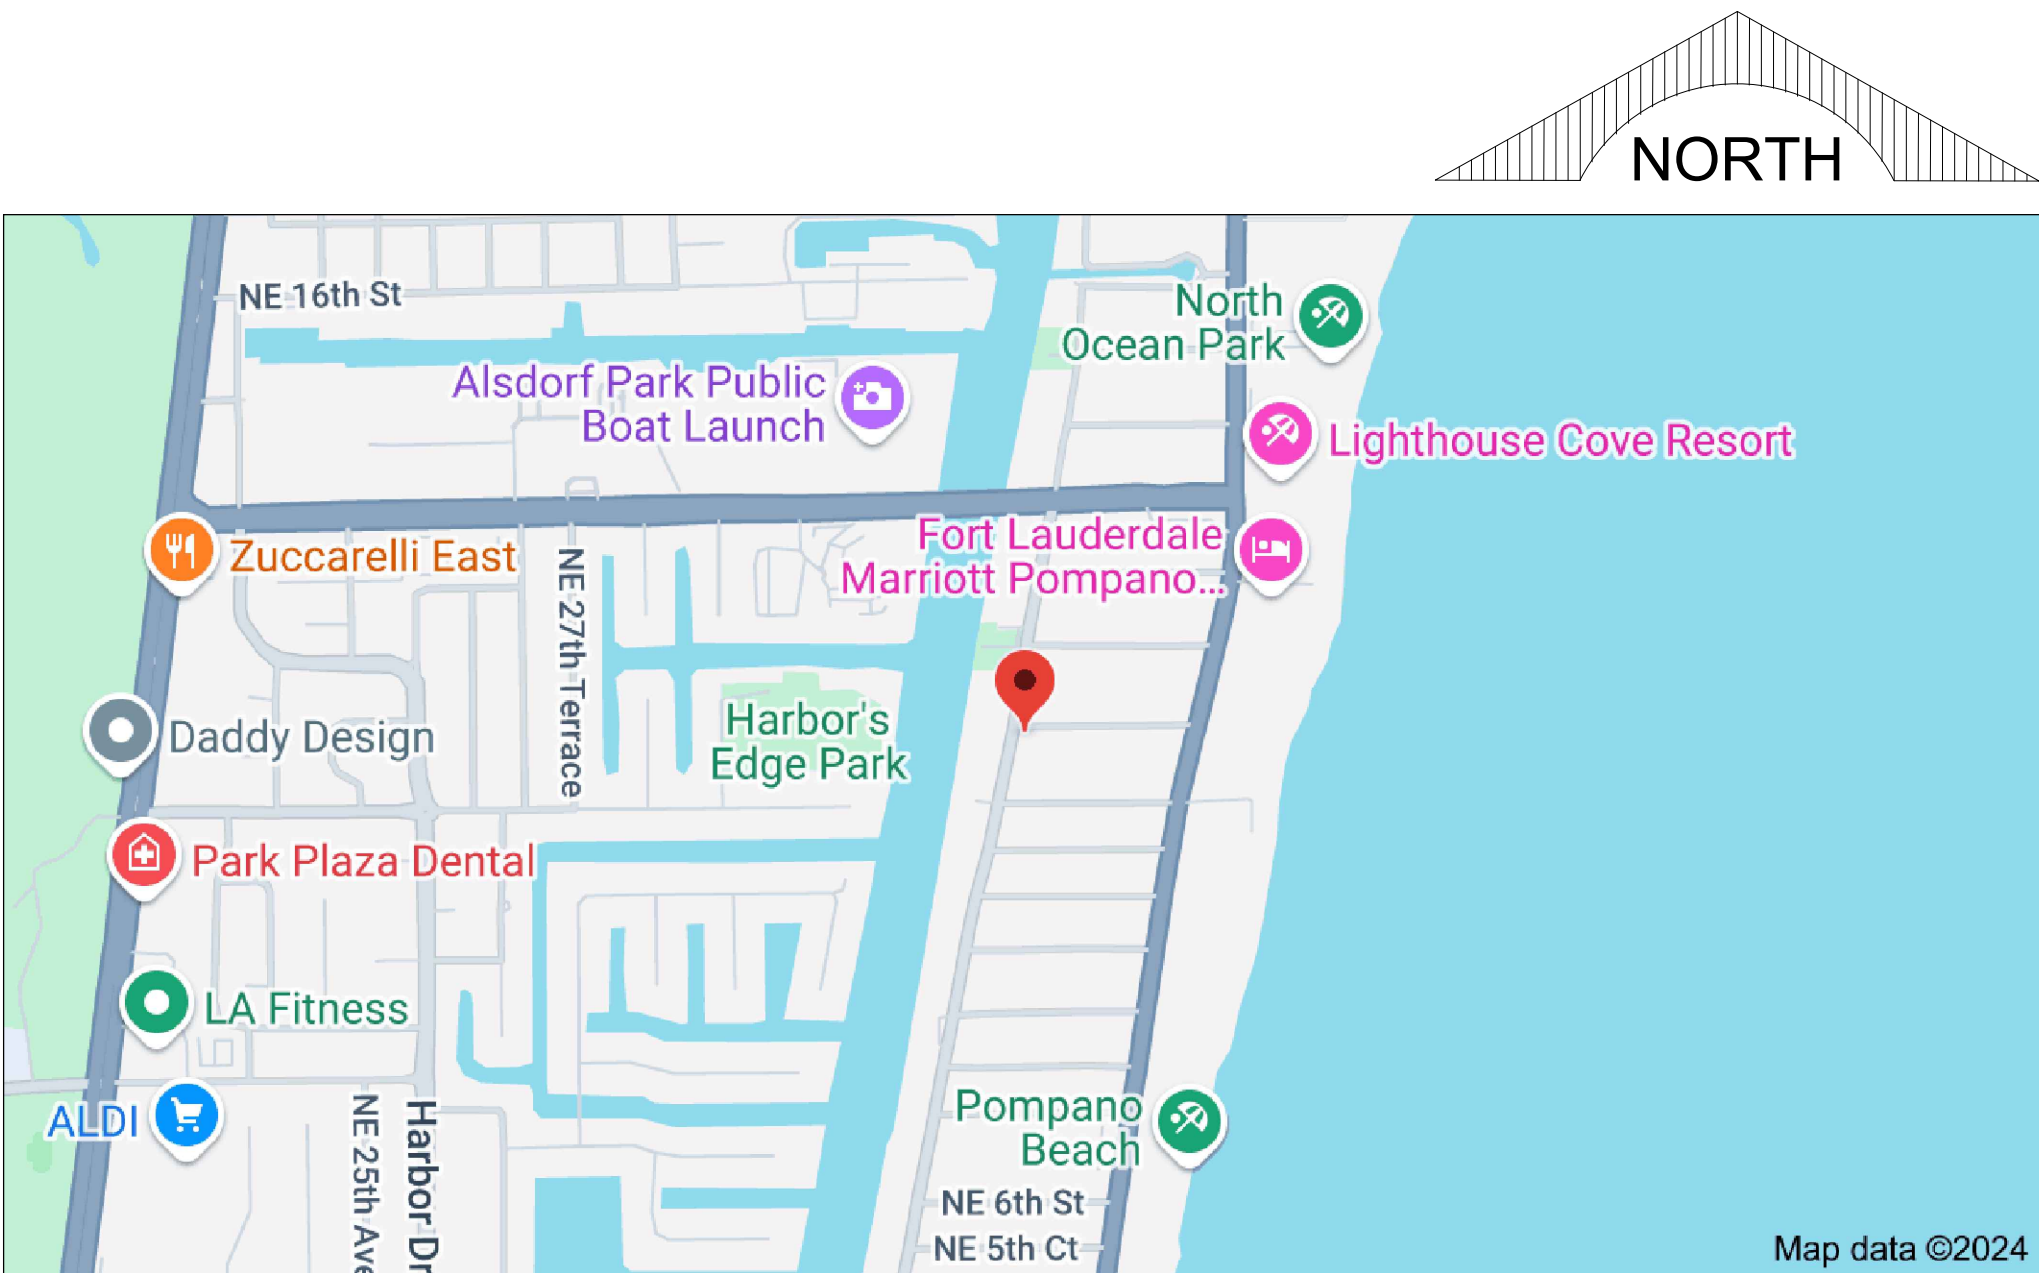 NORTH
NE 16th St
North
Ocean Park
Alsdorf Park Public
Boat Launch
Lighthouse Cove Resort
Fort Lauderdale
Marriott Pompano...
Zuccarelli East
NE 27th Terrace
Harbor's
Edge Park
Daddy Design
Park Plaza Dental
LA Fitness
ALDI
NE 25th Ave
Harbor Dr
Pompano
Beach
NE 6th St
NE 5th Ct
Map data ©2024